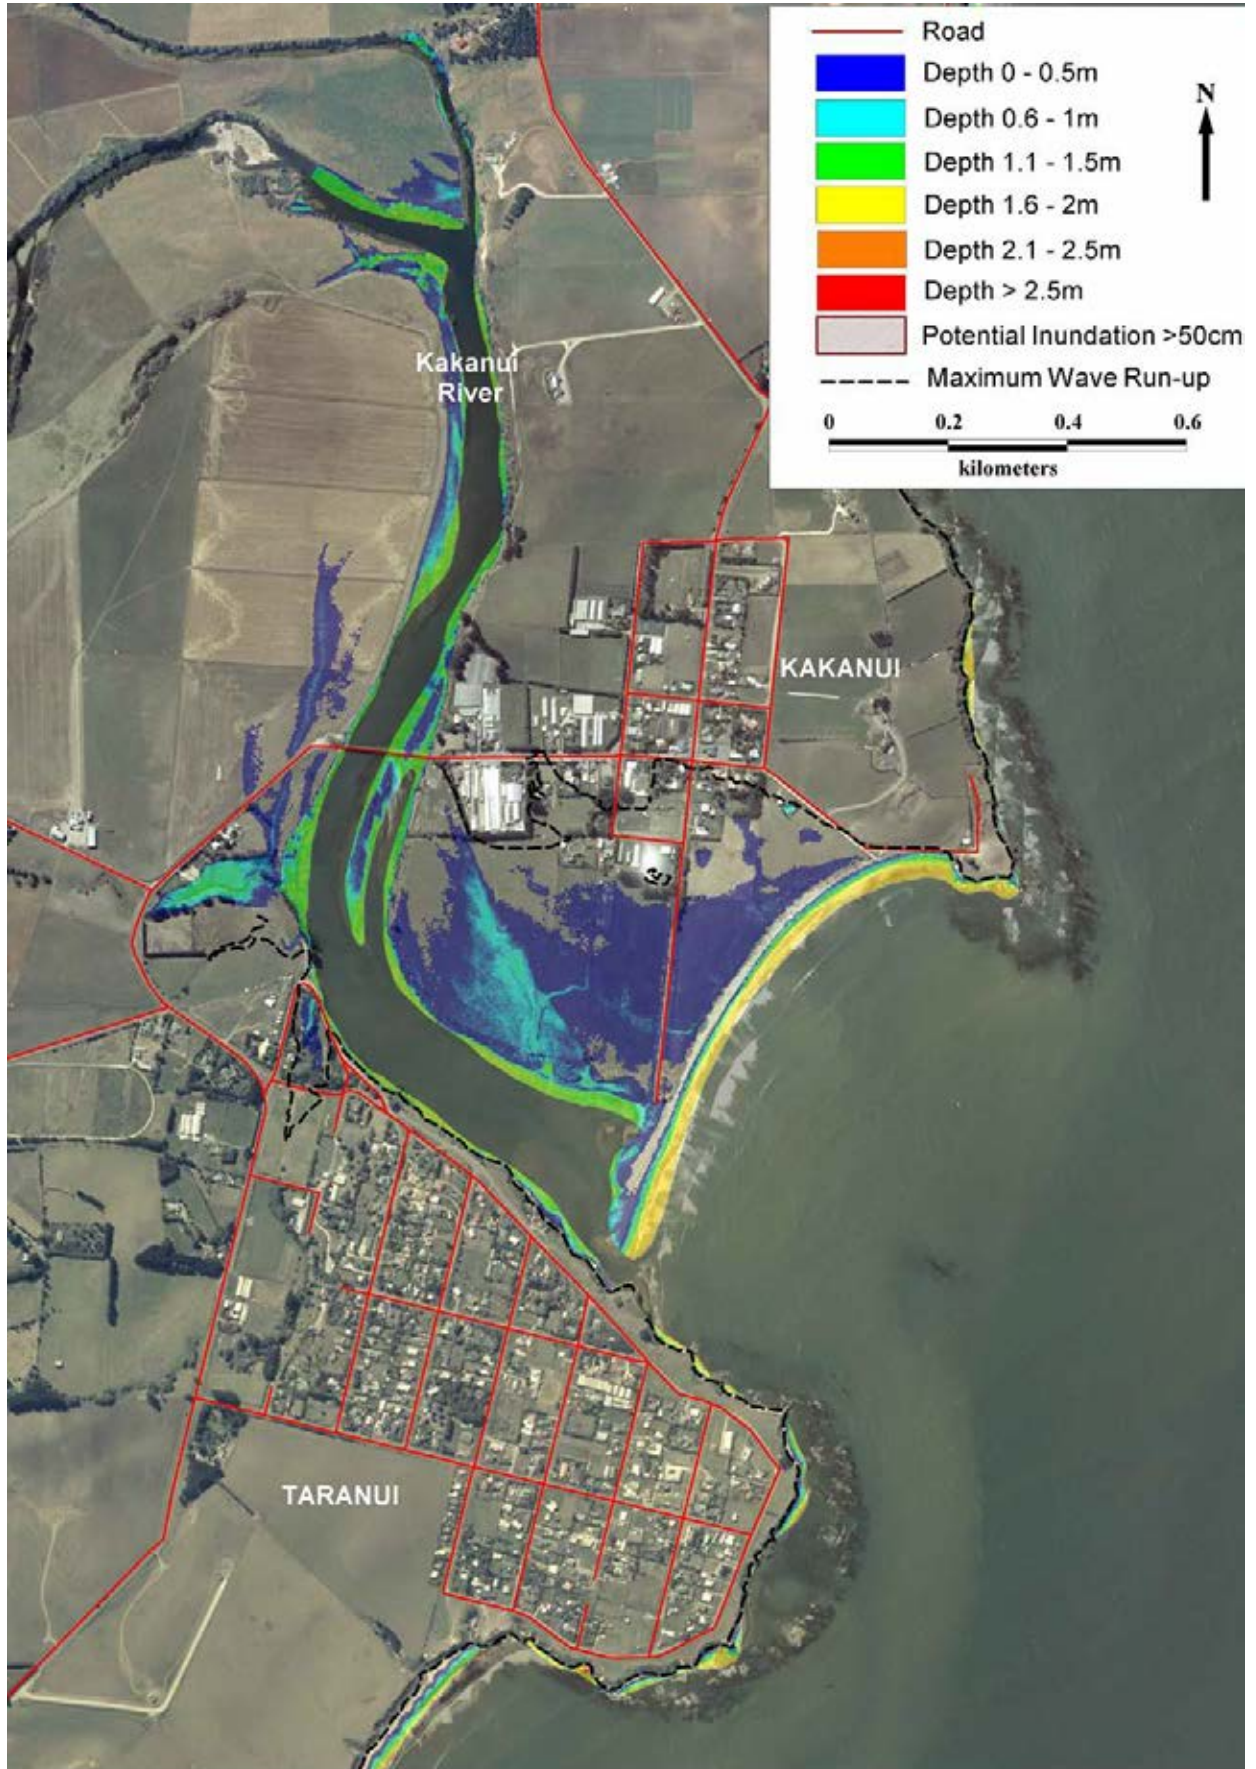 Road
Depth 0 - 0.5m
Depth 0.6 - 1m
Depth 1.1 - 1.5m
Depth 1.6 - 2m
Depth 2.1 - 2.5m
Depth > 2.5m
Potential Inundation >50cm
Maximum Wave Run-up
N
0 0.2 0.4 0.6
kilometers
Kakanui
River
KAKANUI
TARANUI